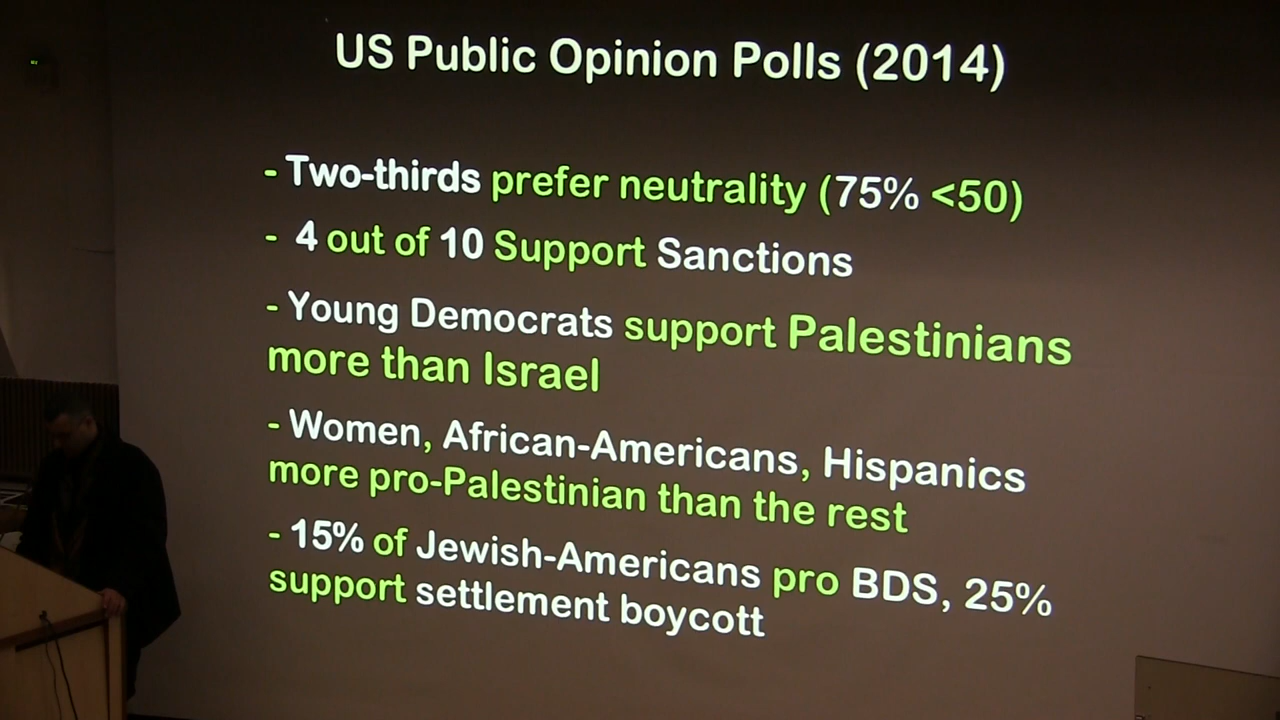 US Public Opinion Polls (2014)
- Two-thirds prefer neutrality (75% <50)
- 4 out of 10 Support Sanctions
- Young Democrats support Palestinians
more than Israel
- Women, African-Americans, Hispanics
more pro-Palestinian than the rest
- 15% of Jewish-Americans pro BDS, 25%
support settlement boycott